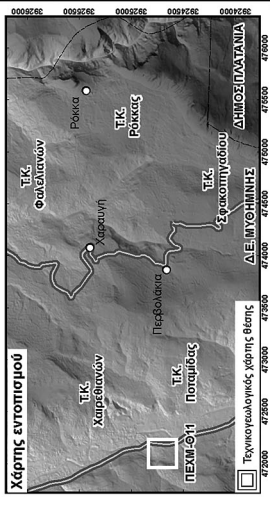 Χάρτης εντοπισμού
Τ.Κ.
Φαλελιανών
Ρόκκα
Τ.Κ.
Ρόκκας
Χαραυγή
Τ.Κ.
Χαιρεθιανών
Περβολάκια
Τ.Κ.
Σφακοπηγαδίου
ΔΗΜΟΣ ΠΛΑΤΑΝΙΑ
Δ.Ε. ΜΥΘΗΜΝΗΣ
Τ.Κ.
Ποταμίδας
ΠΕΧΜ-Θ11
Τεχνικογεωλογικός χάρτης θέσης
472000 472500 473000 473500 474000 474500 475000 475500 476000
3926000 3925500 3925000 3924500 3924000